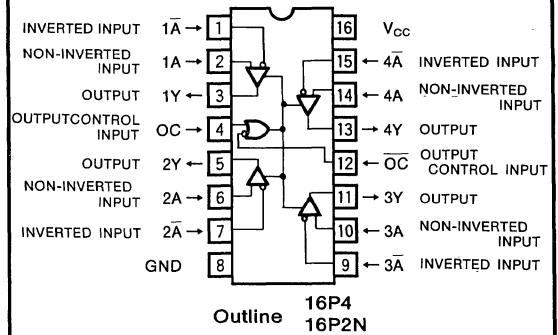 INVERTED INPUT 1A̅ → 1
NON-INVERTED INPUT 1A → 2
OUTPUT 1Y ← 3
OUTPUTCONTROL INPUT OC → 4
OUTPUT 2Y ← 5
NON-INVERTED INPUT 2A → 6
INVERTED INPUT 2A̅ → 7
GND 8
16 VCC
15 ← 4A̅ INVERTED INPUT
14 ← 4A NON-INVERTED INPUT
13 → 4Y OUTPUT
12 ← O̅C̅ OUTPUT CONTROL INPUT
11 → 3Y OUTPUT
10 ← 3A NON-INVERTED INPUT
9 ← 3A̅ INVERTED INPUT
Outline 16P4
16P2N